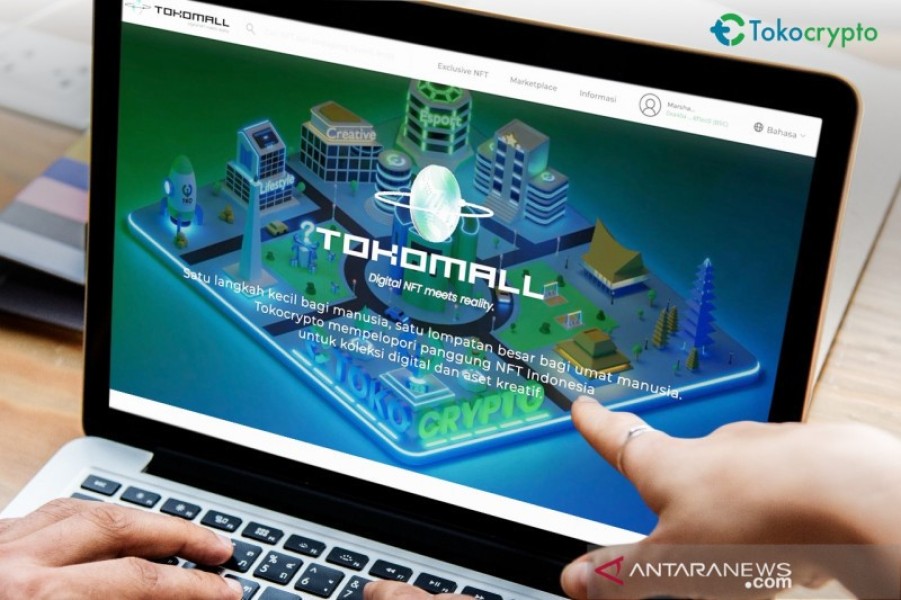 TOKOMALL
Tokocrypto
Exclusive NFT
Marketplace
Informasi
Bahasa
Esport
Creative
Lifestyle
TOKOMALL
Digital NFT meets reality.
Satu langkah kecil bagi manusia, satu lompatan besar bagi umat manusia.
Tokocrypto mempelopori panggung NFT Indonesia
untuk koleksi digital dan aset kreatif.
TOKO
CRYPTO
ANTARANEWS
.com